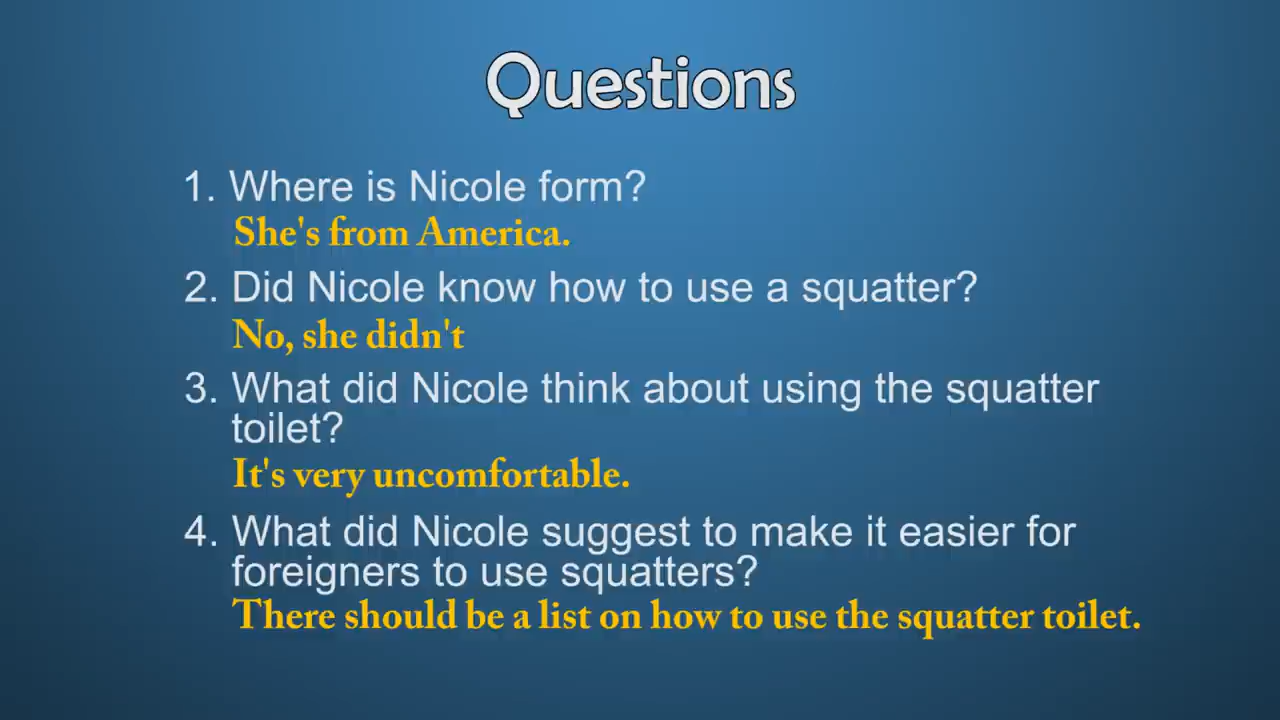 Questions
1. Where is Nicole form?
She's from America.
2. Did Nicole know how to use a squatter?
No, she didn't
3. What did Nicole think about using the squatter
toilet?
It's very uncomfortable.
4. What did Nicole suggest to make it easier for
foreigners to use squatters?
There should be a list on how to use the squatter toilet.